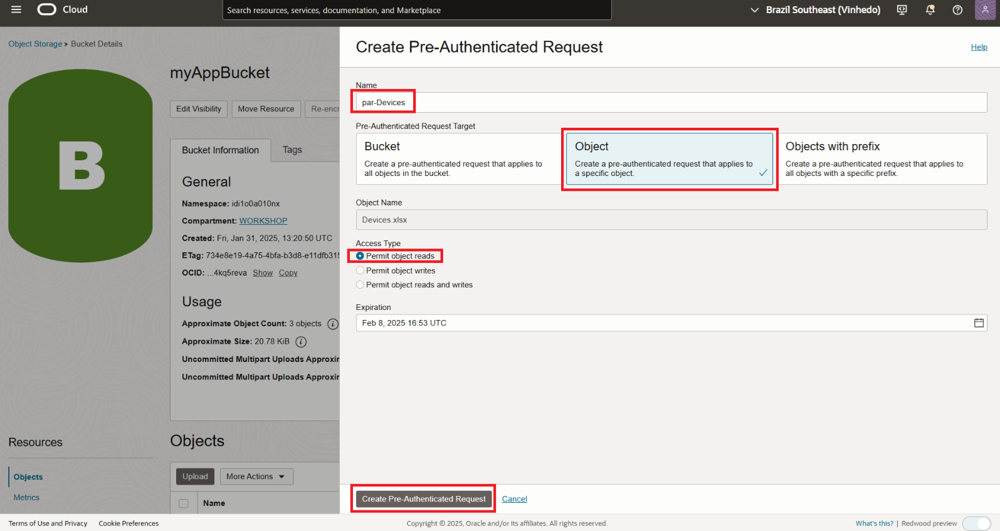 Cloud
Search resources, services, documentation, and Marketplace
Brazil Southeast (Vinhedo)
Object Storage » Bucket Details
B
myAppBucket
Edit Visibility
Move Resource
Re-encr
Bucket Information
Tags
General
Namespace: idi1o0a010nx
Compartment: WORKSHOP
Created: Fri, Jan 31, 2025, 13:20:50 UTC
ETag: 734e8e19-4a75-4bfa-b3d8-e11dfb315
OCID: ...4kq5reva Show Copy
Usage
Approximate Object Count: 3 objects
Approximate Size: 20.78 KiB
Uncommitted Multipart Uploads Approxin
Uncommitted Multipart Uploads Approxin
Resources
Objects
Metrics
Objects
Upload
More Actions
Name
Create Pre-Authenticated Request
Help
Name
par-Devices
Pre-Authenticated Request Target
Bucket
Create a pre-authenticated request that applies to
all objects in the bucket.
Object
Create a pre-authenticated request that applies to
a specific object.
Objects with prefix
Create a pre-authenticated request that applies to
all objects with a specific prefix.
Object Name
Devices.xlsx
Access Type
Permit object reads
Permit object writes
Permit object reads and writes
Expiration
Feb 8, 2025 16:53 UTC
Create Pre-Authenticated Request
Cancel
Terms of Use and Privacy
Cookie Preferences
Copyright © 2025, Oracle and/or its affiliates. All rights reserved.
What's this? | Redwood preview